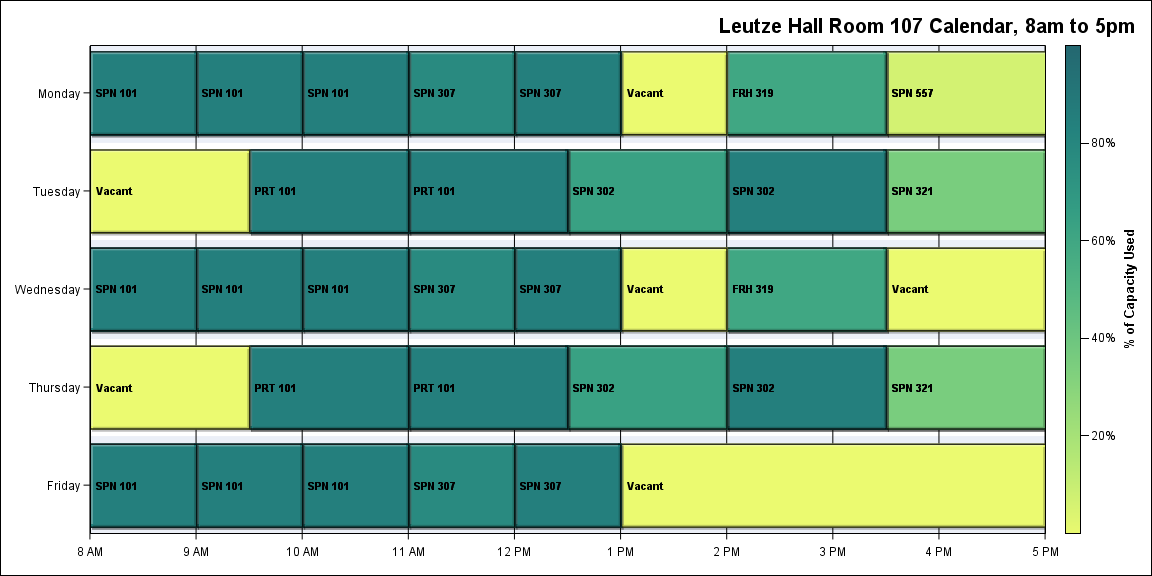 Leutze Hall Room 107 Calendar, 8am to 5pm
Monday
SPN 101
SPN 101
SPN 101
SPN 307
SPN 307
Vacant
FRH 319
SPN 557
Tuesday
Vacant
PRT 101
PRT 101
SPN 302
SPN 302
SPN 321
Wednesday
SPN 101
SPN 101
SPN 101
SPN 307
SPN 307
Vacant
FRH 319
Vacant
Thursday
Vacant
PRT 101
PRT 101
SPN 302
SPN 302
SPN 321
Friday
SPN 101
SPN 101
SPN 101
SPN 307
SPN 307
Vacant
8 AM
9 AM
10 AM
11 AM
12 PM
1 PM
2 PM
3 PM
4 PM
5 PM
80%
60%
40%
20%
% of Capacity Used